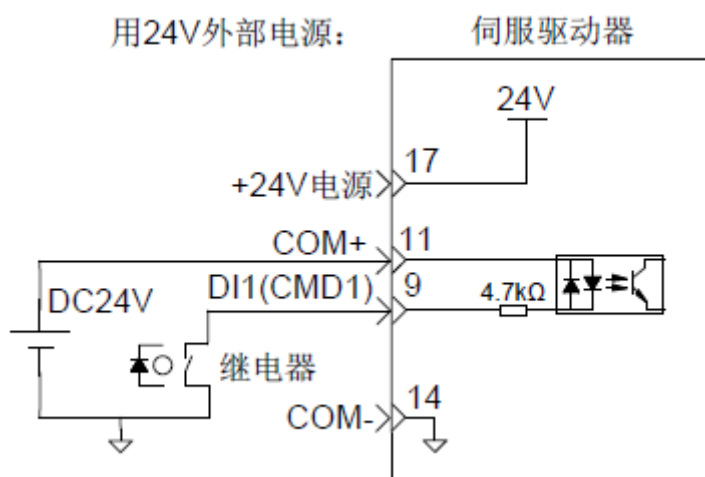 用24V外部电源:
伺服驱动器
24V
17
+24V电源
COM+
11
DC24V
DI1(CMD1)
9
4.7kΩ
继电器
14
COM-